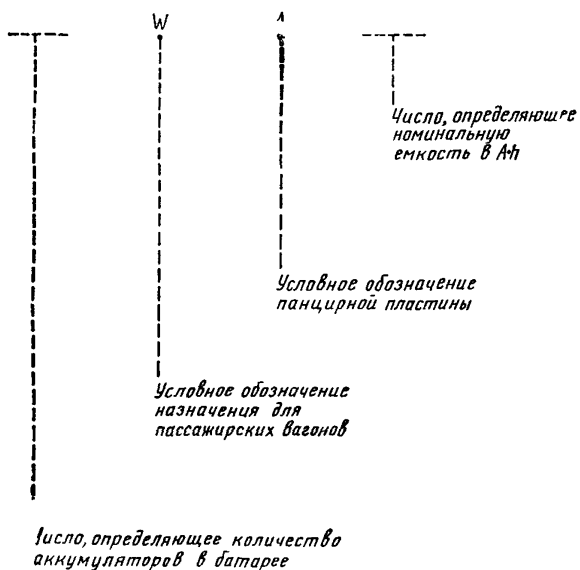 W
Число, определяющее
номинальную
емкость в A·h
Условное обозначение
панцирной пластины
Условное обозначение
назначения для
пассажирских вагонов
Число, определяющее количество
аккумуляторов в батарее